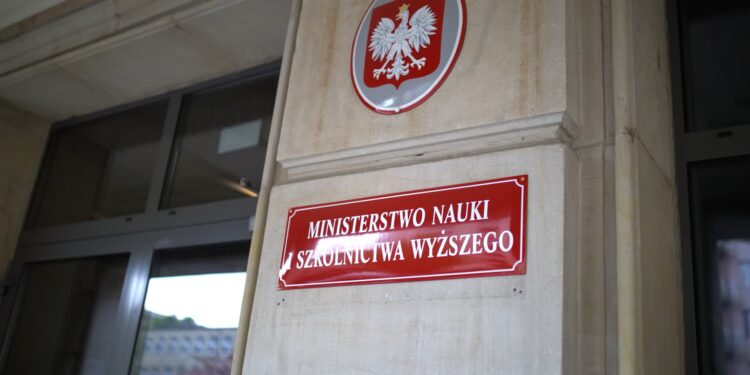 MINISTERSTWO NAUKI
I SZKOLNICTWA WYŻSZEGO